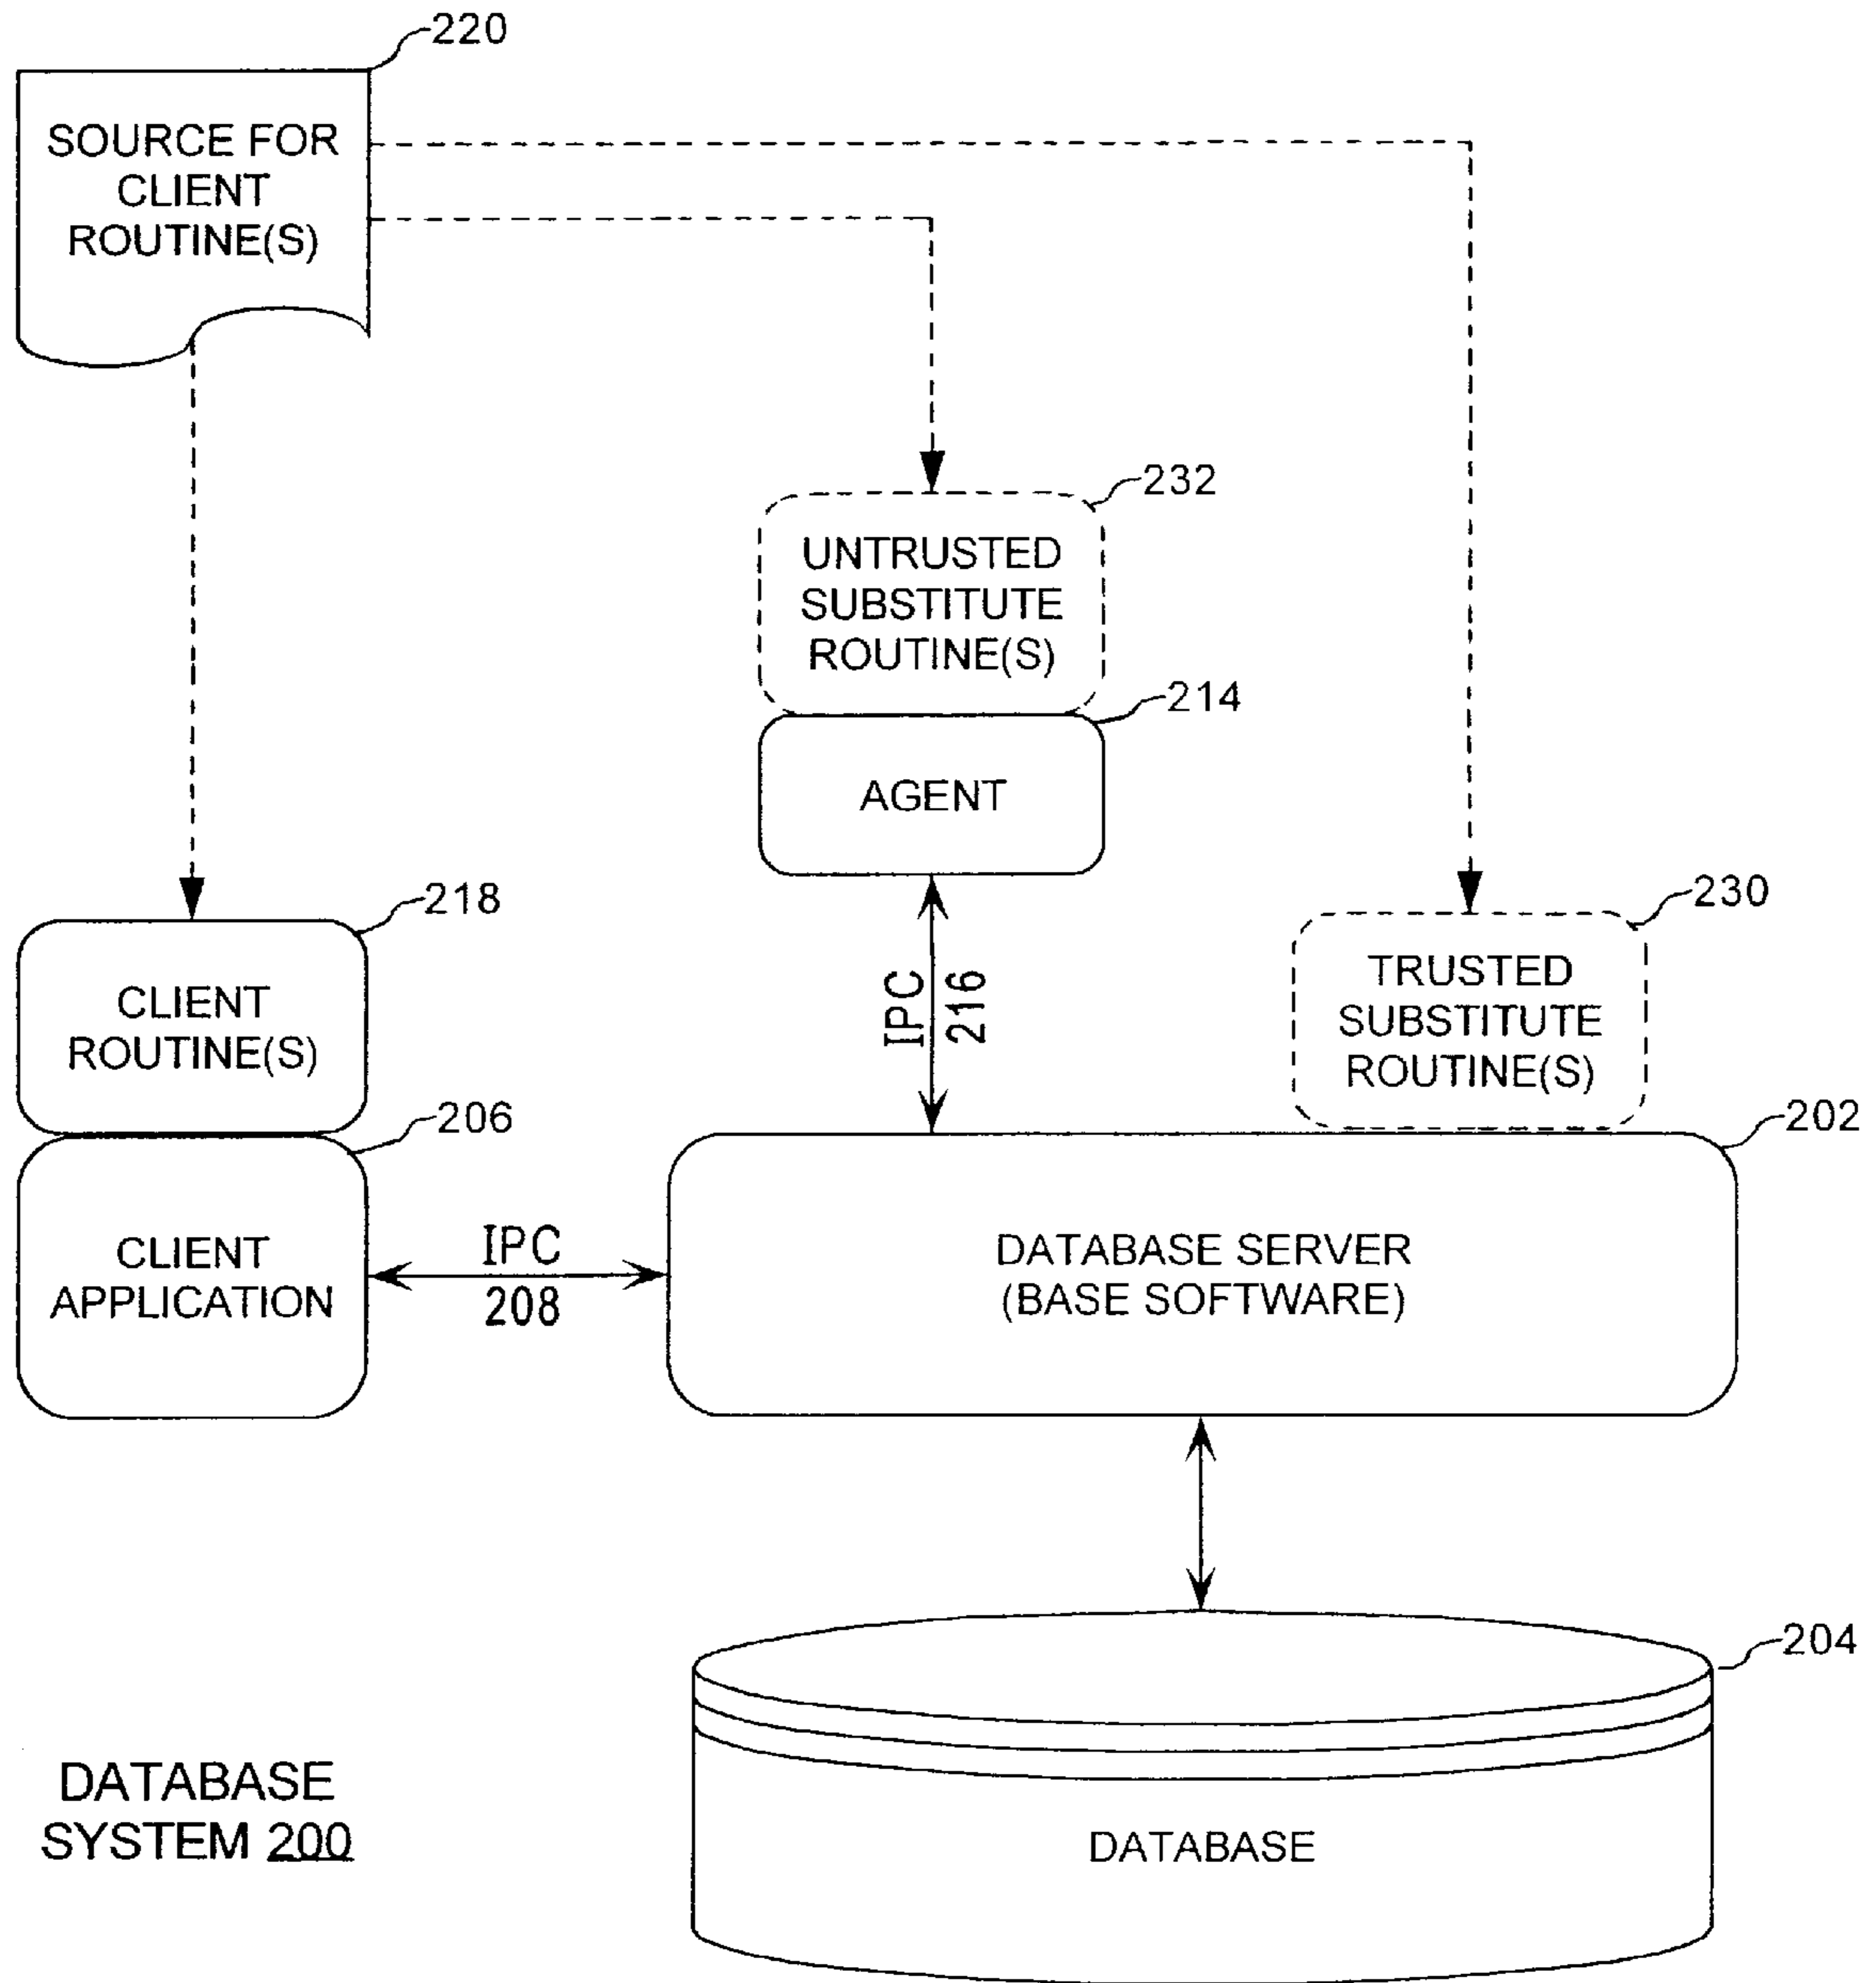 220
SOURCE FOR
CLIENT
ROUTINE(S)
232
UNTRUSTED
SUBSTITUTE
ROUTINE(S)
214
AGENT
218
CLIENT
ROUTINE(S)
IPC
216
230
TRUSTED
SUBSTITUTE
ROUTINE(S)
206
CLIENT
APPLICATION
IPC
208
202
DATABASE SERVER
(BASE SOFTWARE)
204
DATABASE
DATABASE
SYSTEM 200